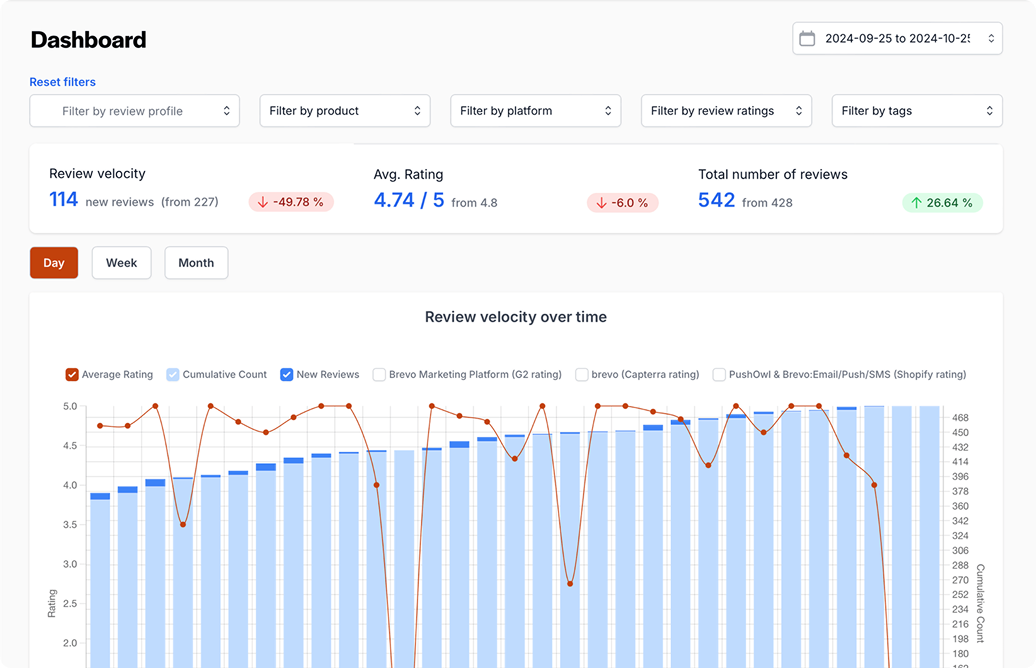 Dashboard
2024-09-25 to 2024-10-25
Reset filters
Filter by review profile
Filter by product
Filter by platform
Filter by review ratings
Filter by tags
Review velocity
114 new reviews (from 227)
-49.78 %
Avg. Rating
4.74 / 5 from 4.8
-6.0 %
Total number of reviews
542 from 428
26.64 %
Day
Week
Month
Review velocity over time
Average Rating
Cumulative Count
New Reviews
Brevo Marketing Platform (G2 rating)
brevo (Capterra rating)
PushOwl & Brevo:Email/Push/SMS (Shopify rating)
5.0
4.5
4.0
3.5
3.0
2.5
2.0
Rating
468
450
432
414
396
378
360
342
324
306
288
270
252
234
216
198
180
Cumulative Count